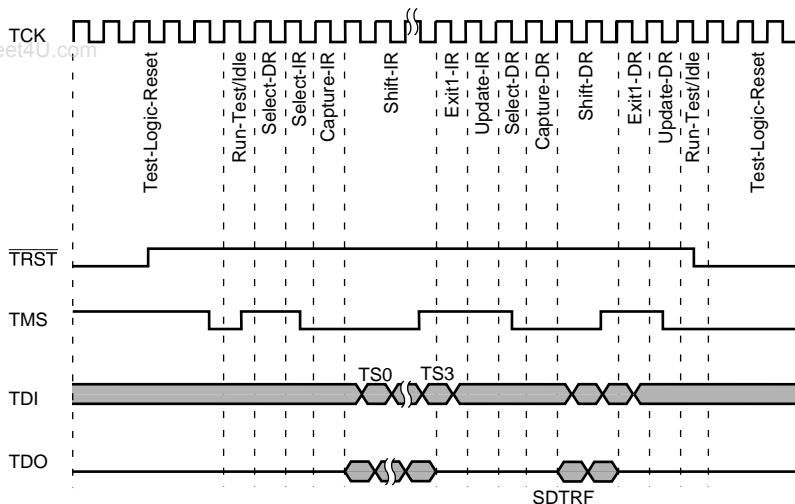 TCK
eet4U.com
Test-Logic-Reset
Run-Test/Idle
Select-DR
Select-IR
Capture-IR
Shift-IR
Exit1-IR
Update-IR
Select-DR
Capture-DR
Shift-DR
Exit1-DR
Update-DR
Run-Test/Idle
Test-Logic-Reset
TRST
TMS
TS0
TS3
TDI
TDO
SDTRF